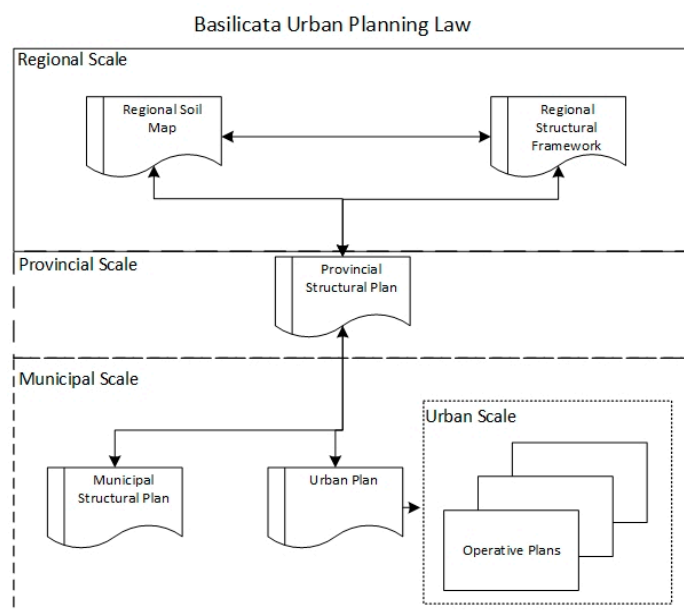 Basilicata Urban Planning Law
Regional Scale
Regional Soil
Map
Regional
Structural
Framework
Provincial Scale
Provincial
Structural Plan
Municipal Scale
Municipal
Structural Plan
Urban Plan
Urban Scale
Operative Plans